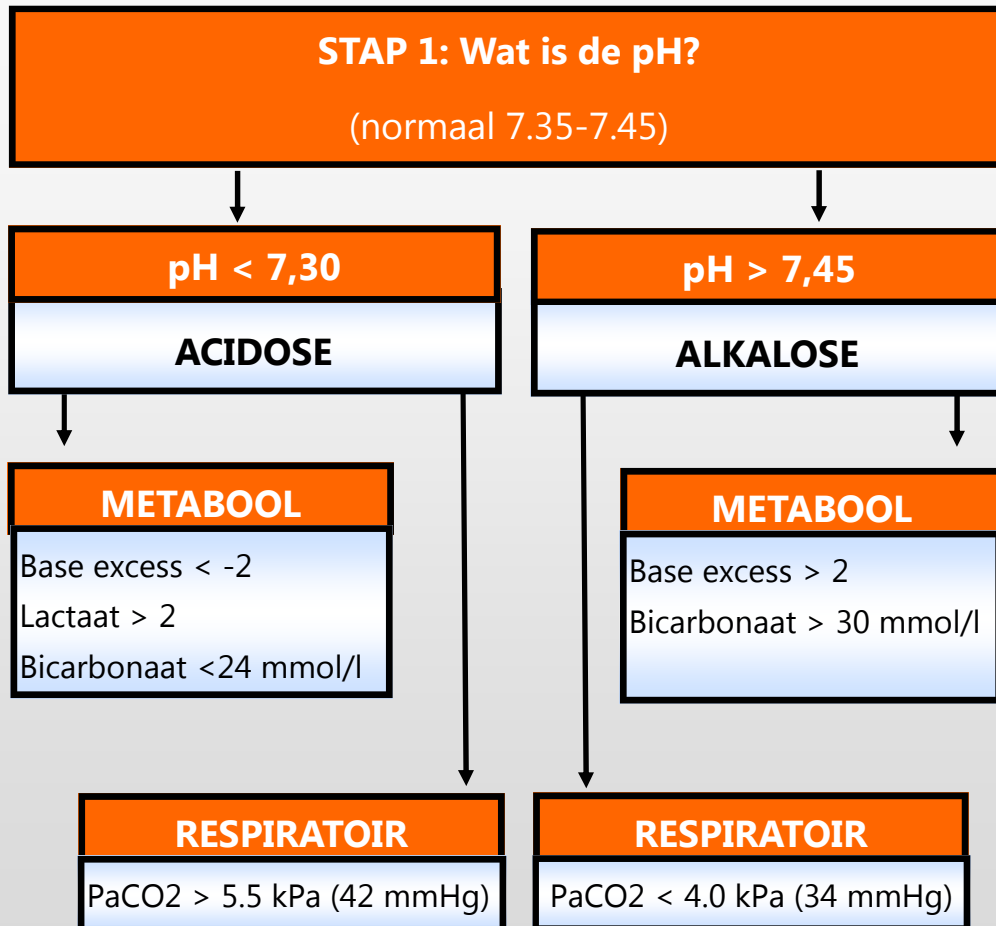 STAP 1: Wat is de pH?
(normaal 7.35-7.45)
pH < 7,30
ACIDOSE
pH > 7,45
ALKALOSE
METABOOL
Base excess < -2
Lactaat > 2
Bicarbonaat <24 mmol/l
METABOOL
Base excess > 2
Bicarbonaat > 30 mmol/l
RESPIRATOIR
PaCO2 > 5.5 kPa (42 mmHg)
RESPIRATOIR
PaCO2 < 4.0 kPa (34 mmHg)